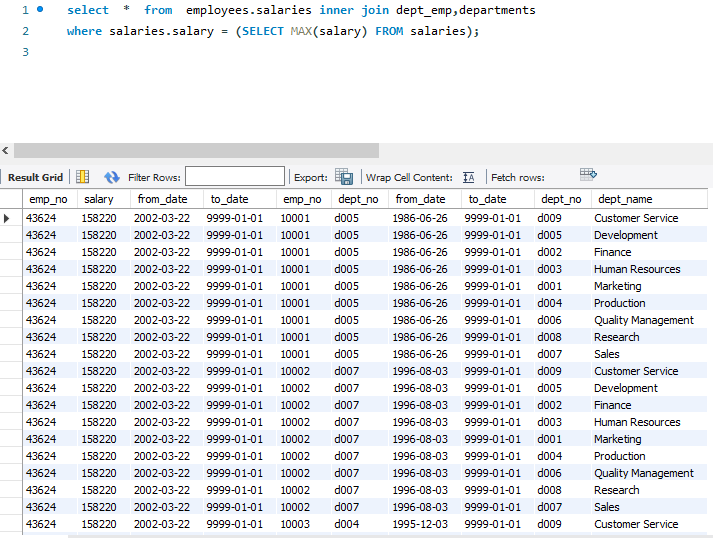 1 select * from employees.salaries inner join dept_emp,departments
2 where salaries.salary = (SELECT MAX(salary) FROM salaries);
3
Result Grid Filter Rows: Export: Wrap Cell Content: IA Fetch rows:
emp_no salary from_date to_date emp_no dept_no from_date to_date dept_no dept_name
43624 158220 2002-03-22 9999-01-01 10001 d005 1986-06-26 9999-01-01 d009 Customer Service
43624 158220 2002-03-22 9999-01-01 10001 d005 1986-06-26 9999-01-01 d005 Development
43624 158220 2002-03-22 9999-01-01 10001 d005 1986-06-26 9999-01-01 d002 Finance
43624 158220 2002-03-22 9999-01-01 10001 d005 1986-06-26 9999-01-01 d003 Human Resources
43624 158220 2002-03-22 9999-01-01 10001 d005 1986-06-26 9999-01-01 d001 Marketing
43624 158220 2002-03-22 9999-01-01 10001 d005 1986-06-26 9999-01-01 d004 Production
43624 158220 2002-03-22 9999-01-01 10001 d005 1986-06-26 9999-01-01 d006 Quality Management
43624 158220 2002-03-22 9999-01-01 10001 d005 1986-06-26 9999-01-01 d008 Research
43624 158220 2002-03-22 9999-01-01 10001 d005 1986-06-26 9999-01-01 d007 Sales
43624 158220 2002-03-22 9999-01-01 10002 d007 1996-08-03 9999-01-01 d009 Customer Service
43624 158220 2002-03-22 9999-01-01 10002 d007 1996-08-03 9999-01-01 d005 Development
43624 158220 2002-03-22 9999-01-01 10002 d007 1996-08-03 9999-01-01 d002 Finance
43624 158220 2002-03-22 9999-01-01 10002 d007 1996-08-03 9999-01-01 d003 Human Resources
43624 158220 2002-03-22 9999-01-01 10002 d007 1996-08-03 9999-01-01 d001 Marketing
43624 158220 2002-03-22 9999-01-01 10002 d007 1996-08-03 9999-01-01 d004 Production
43624 158220 2002-03-22 9999-01-01 10002 d007 1996-08-03 9999-01-01 d006 Quality Management
43624 158220 2002-03-22 9999-01-01 10002 d007 1996-08-03 9999-01-01 d008 Research
43624 158220 2002-03-22 9999-01-01 10002 d007 1996-08-03 9999-01-01 d007 Sales
43624 158220 2002-03-22 9999-01-01 10003 d004 1995-12-03 9999-01-01 d009 Customer Service